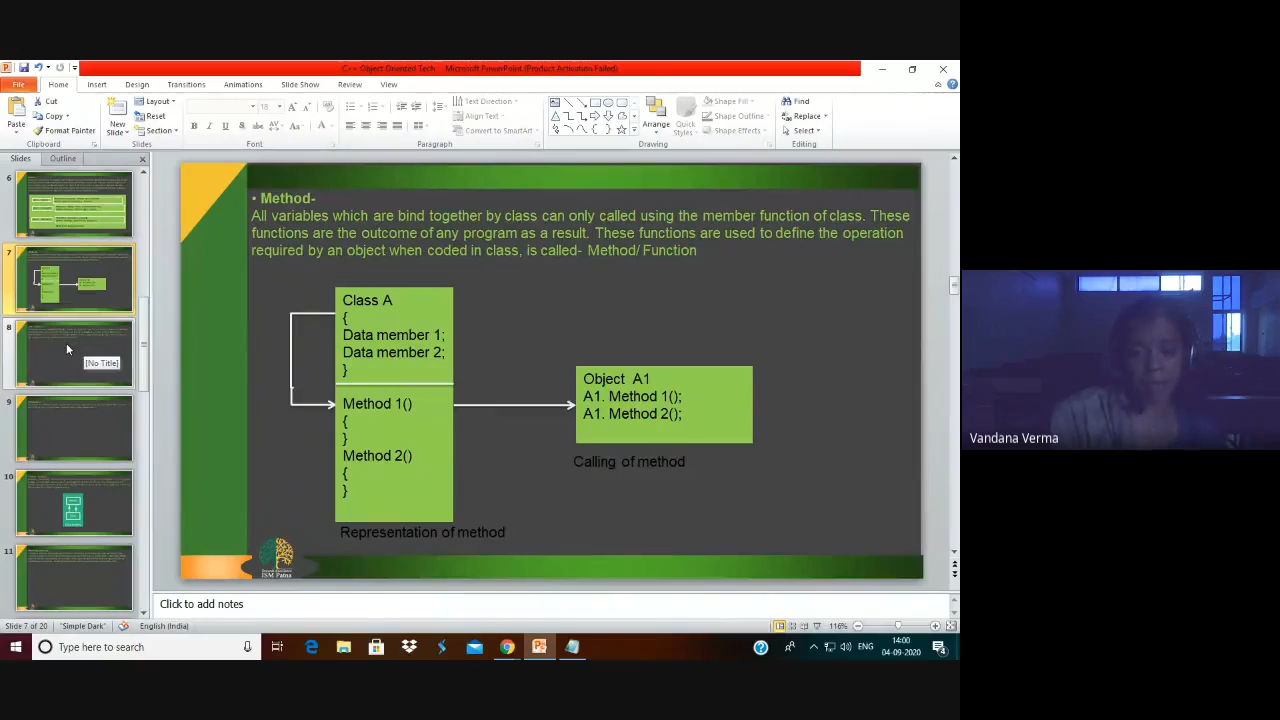 C++ Object Oriented Tech - Microsoft PowerPoint (Product Activation Failed)
File Home Insert Design Transitions Animations Slide Show Review View
Paste
Cut
Copy
Format Painter
Clipboard
New
Slide
Layout
Reset
Section
Slides
18
Font
Text Direction
Align Text
Convert to SmartArt
Paragraph
Arrange
Quick
Styles
Shape Fill
Shape Outline
Shape Effects
Drawing
Find
Replace
Select
Editing
Slides Outline
6
7
8
[No Title]
9
10
11
• Method-
All variables which are bind together by class can only called using the member function of class. These
functions are the outcome of any program as a result. These functions are used to define the operation
required by an object when coded in class, is called- Method/ Function
Class A
{
Data member 1;
Data member 2;
}
Method 1()
{
}
Method 2()
{
}
Representation of method
Object A1
A1. Method 1();
A1. Method 2();
Calling of method
ISM Patna
Click to add notes
Slide 7 of 20 "Simple Dark" English (India) 116%
Type here to search
ENG
14:00
04-09-2020
4
Vandana Verma